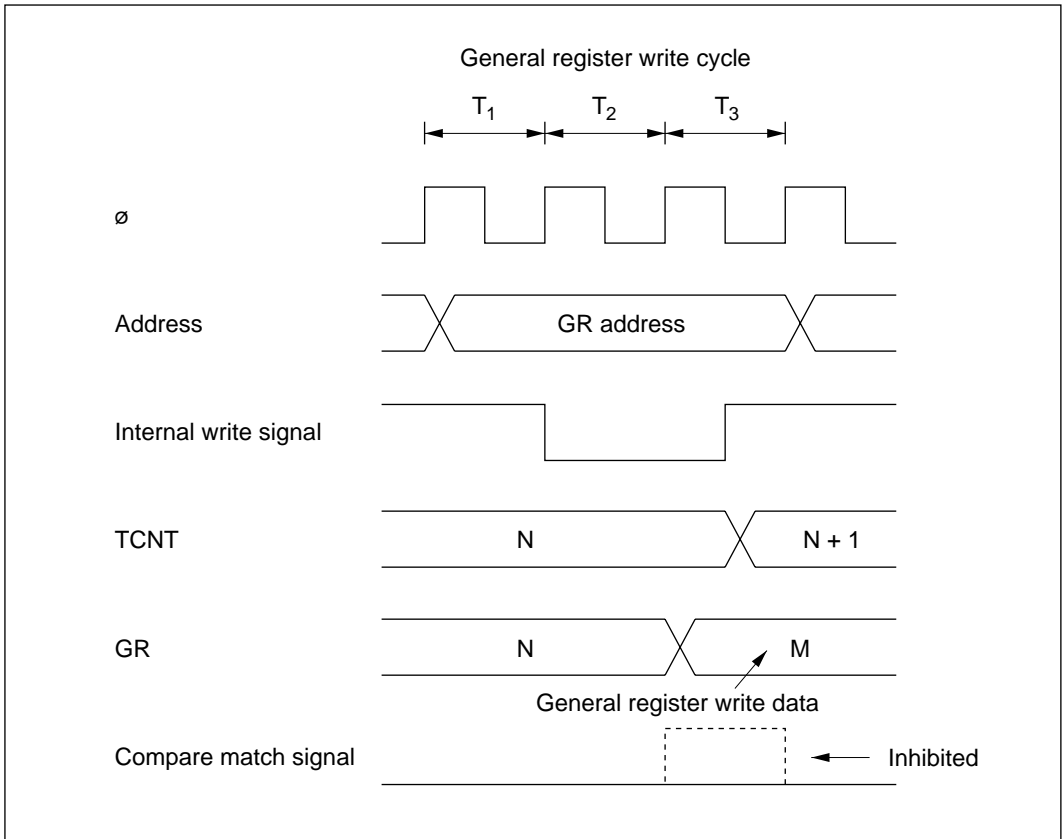 General register write cycle
T1 T2 T3
ø
Address GR address
Internal write signal
TCNT N N + 1
GR N M
General register write data
Compare match signal Inhibited